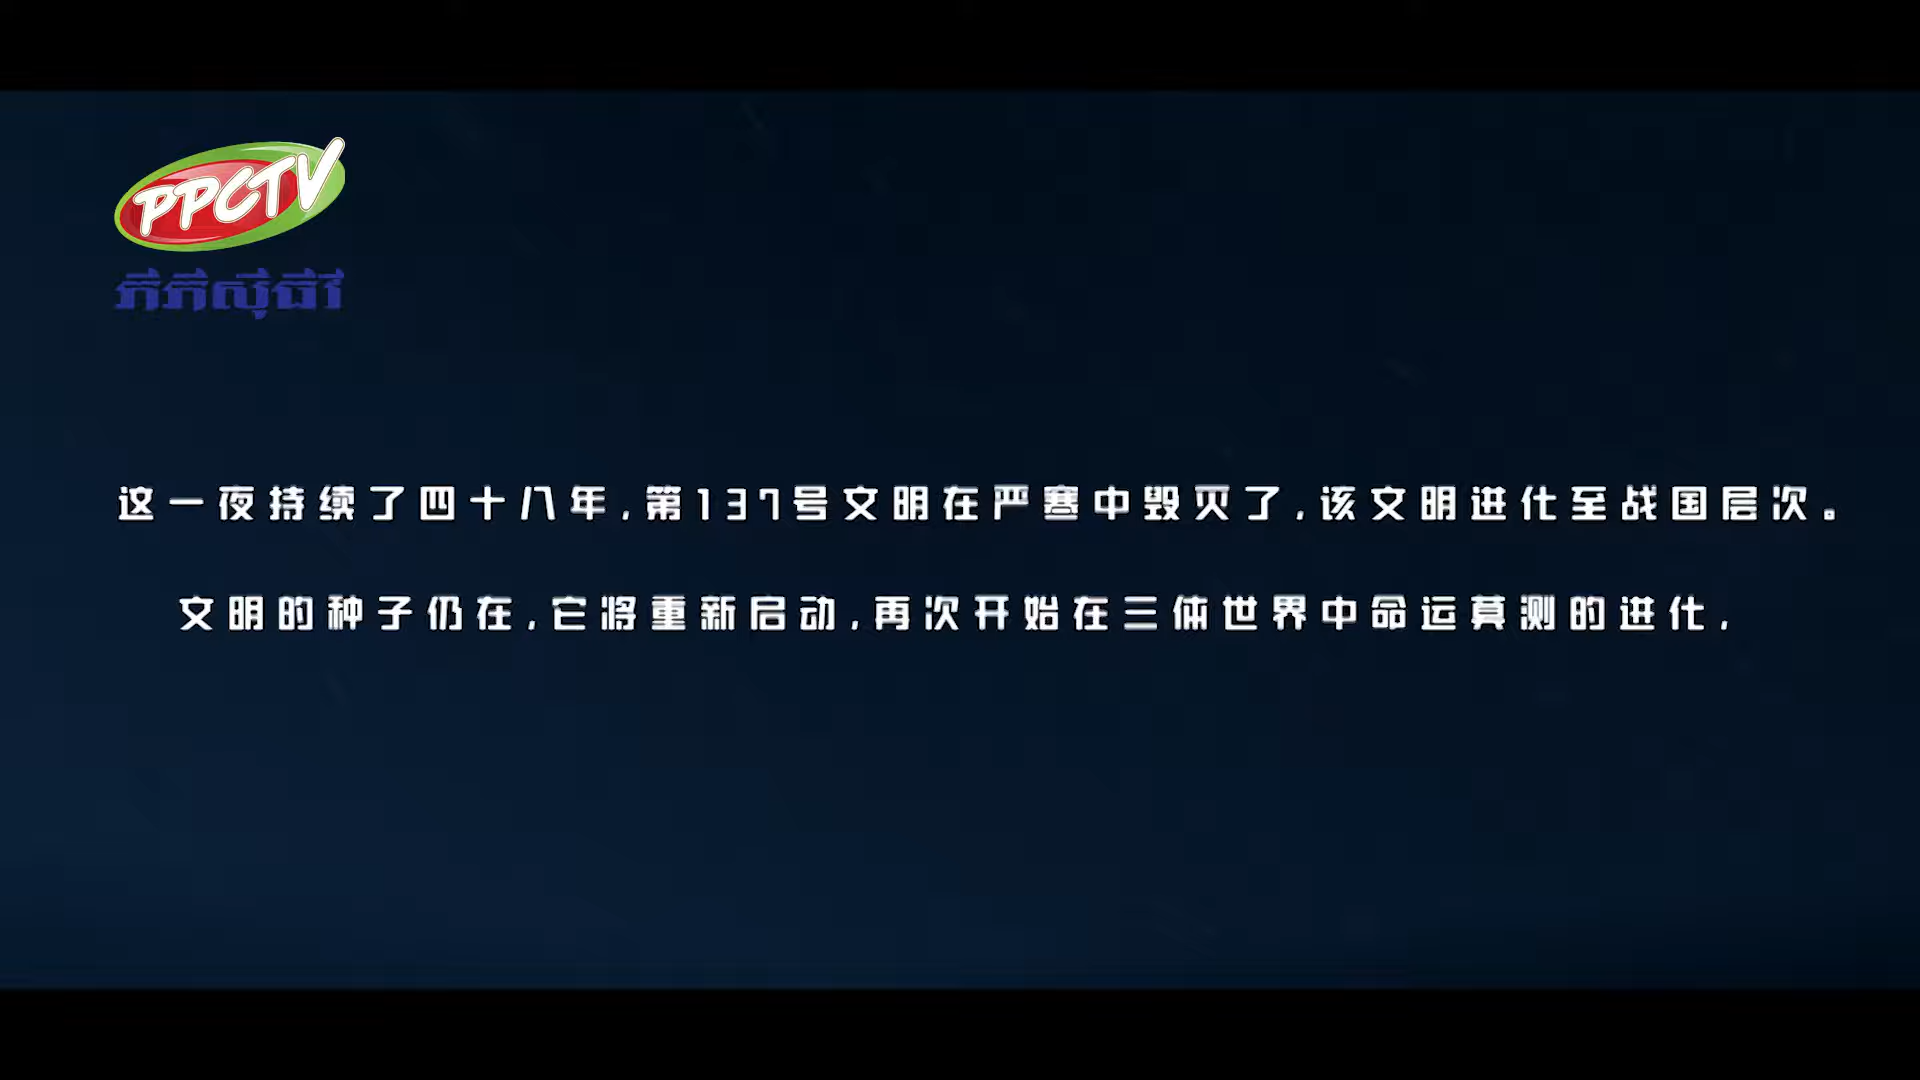 PPCTV
ភីភីស៊ីធីវី
这一夜持续了四十八年,第137号文明在严寒中毁灭了,该文明进化至战国层次。
文明的种子仍在,它将重新启动,再次开始在三体世界中命运莫测的进化,